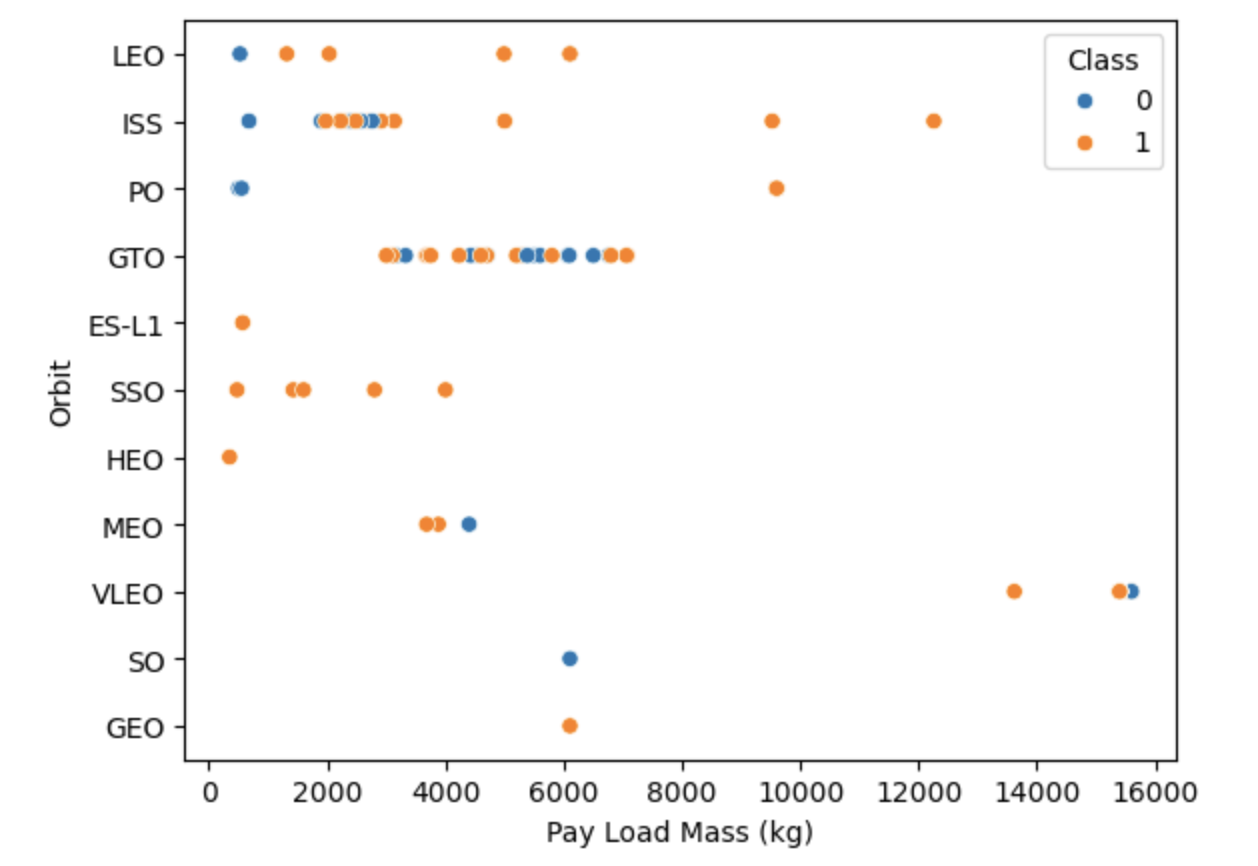 Class
0
1
LEO
ISS
PO
GTO
ES-L1
SSO
HEO
MEO
VLEO
SO
GEO
Orbit
0 2000 4000 6000 8000 10000 12000 14000 16000
Pay Load Mass (kg)